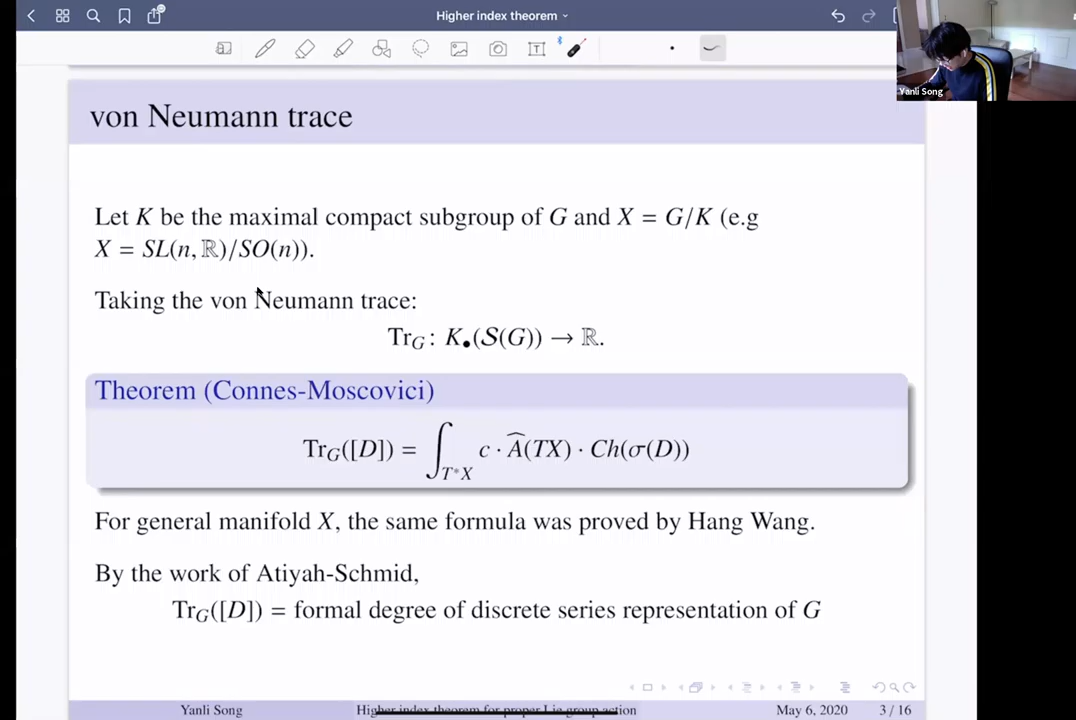 Higher index theorem
Yanli Song
von Neumann trace
Let K be the maximal compact subgroup of G and X = G/K (e.g
X = SL(n, ℝ)/SO(n)).
Taking the von Neumann trace:
Tr_G : K_•(𝒮(G)) → ℝ.
Theorem (Connes-Moscovici)
Tr_G([D]) = ∫_{T*X} c · Â(TX) · Ch(σ(D))
For general manifold X, the same formula was proved by Hang Wang.
By the work of Atiyah-Schmid,
Tr_G([D]) = formal degree of discrete series representation of G
Yanli Song Higher index theorem for proper Lie group action May 6, 2020 3 / 16